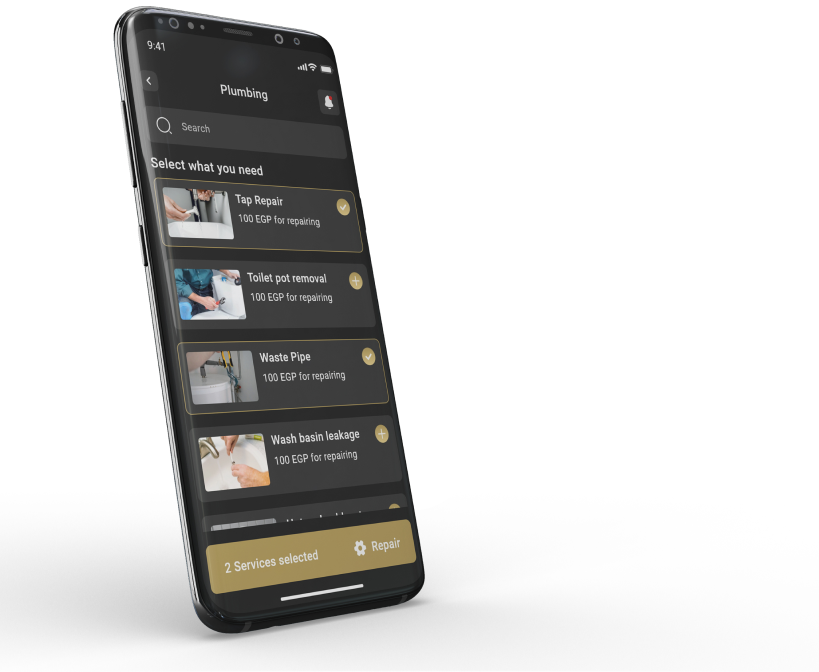 9:41
Plumbing
Search
Select what you need
Tap Repair
100 EGP for repairing
Toilet pot removal
100 EGP for repairing
Waste Pipe
100 EGP for repairing
Wash basin leakage
100 EGP for repairing
2 Services selected
Repair